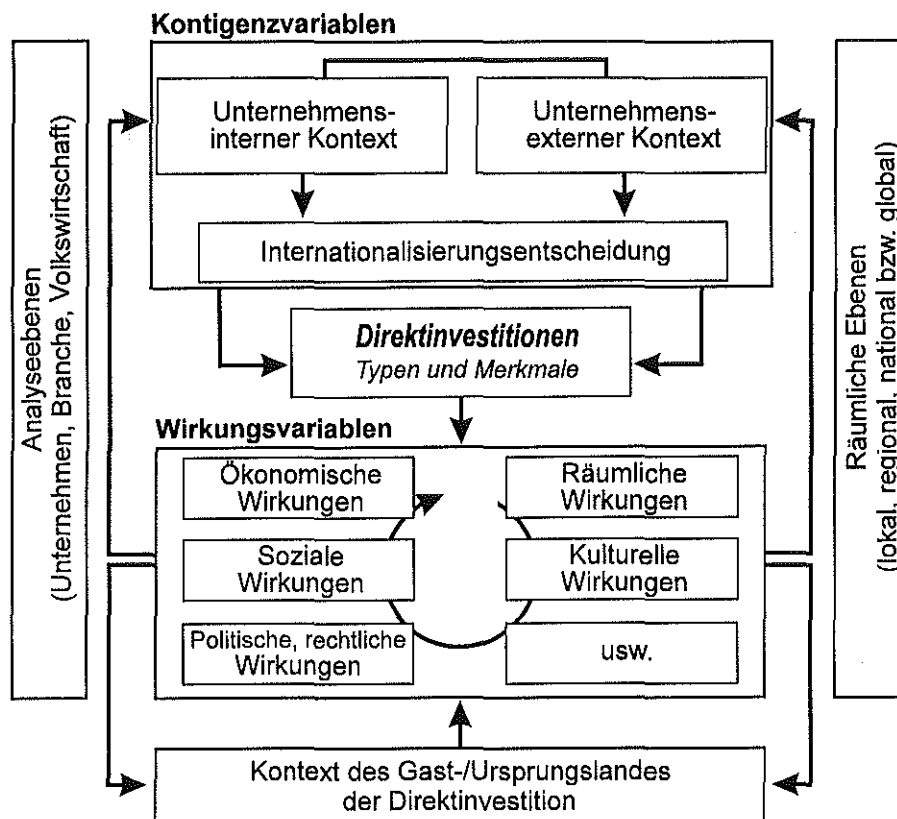 Kontigenzvariablen
Unternehmens-
interner Kontext
Unternehmens-
externer Kontext
Internationalisierungsentscheidung
Direktinvestitionen
Typen und Merkmale
Wirkungsvariablen
Ökonomische
Wirkungen
Räumliche
Wirkungen
Soziale
Wirkungen
Kulturelle
Wirkungen
Politische, rechtliche
Wirkungen
usw.
Kontext des Gast-/Ursprungslandes
der Direktinvestition
Analyseebenen
(Unternehmen, Branche, Volkswirtschaft)
Räumliche Ebenen
(lokal, regional, national bzw. global)